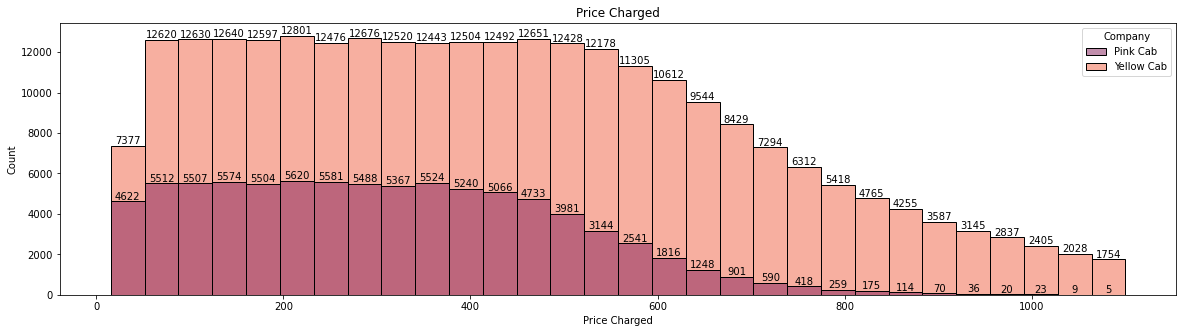 Price Charged
Company
Pink Cab
Yellow Cab
7377 12620 12630 12640 12597 12801 12476 12676 12520 12443 12504 12492 12651 12428 12178 11305 10612 9544 8429 7294 6312 5418 4765 4255 3587 3145 2837 2405 2028 1754
4622 5512 5507 5574 5504 5620 5581 5488 5367 5524 5240 5066 4733 3981 3144 2541 1816 1248 901 590 418 259 175 114 70 36 20 23 9 5
Count
12000
10000
8000
6000
4000
2000
0
0 200 400 600 800 1000
Price Charged